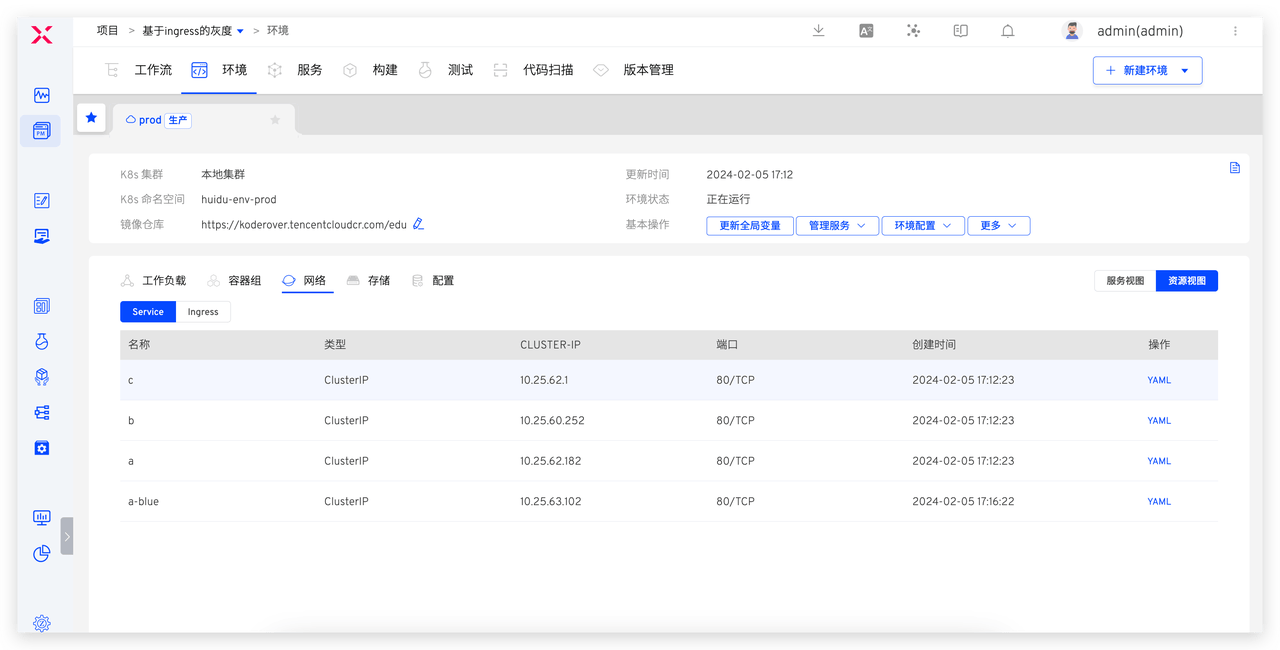 项目 > 基于ingress的灰度 > 环境
admin(admin)
工作流 环境 服务 构建 测试 代码扫描 版本管理
+ 新建环境
prod 生产
K8s 集群 本地集群 更新时间 2024-02-05 17:12
K8s 命名空间 huidu-env-prod 环境状态 正在运行
镜像仓库 https://koderover.tencentcloudcr.com/edu 基本操作 更新全局变量 管理服务 环境配置 更多
工作负载 容器组 网络 存储 配置 服务视图 资源视图
Service Ingress
名称 类型 CLUSTER-IP 端口 创建时间 操作
c ClusterIP 10.25.62.1 80/TCP 2024-02-05 17:12:23 YAML
b ClusterIP 10.25.60.252 80/TCP 2024-02-05 17:12:23 YAML
a ClusterIP 10.25.62.182 80/TCP 2024-02-05 17:12:23 YAML
a-blue ClusterIP 10.25.63.102 80/TCP 2024-02-05 17:16:22 YAML